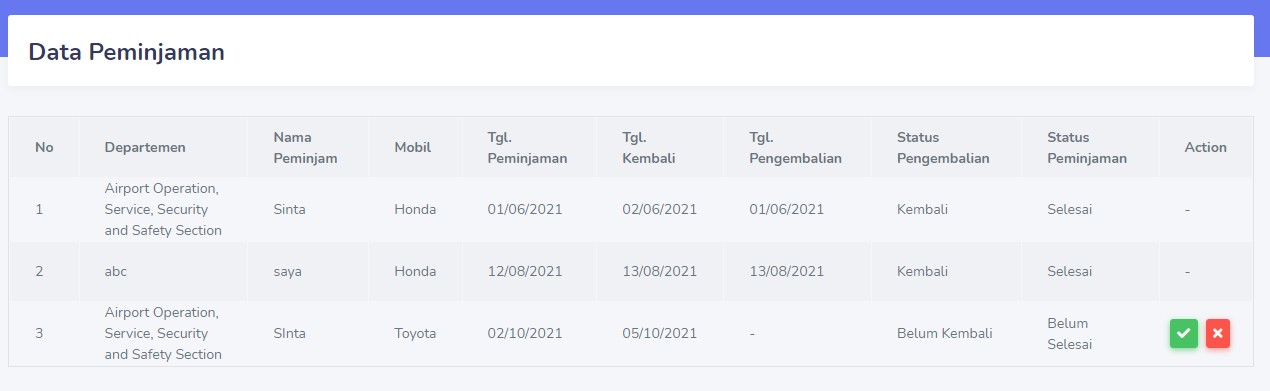 Data Peminjaman
No Departemen Nama Peminjam Mobil Tgl. Peminjaman Tgl. Kembali Tgl. Pengembalian Status Pengembalian Status Peminjaman Action
1 Airport Operation, Service, Security and Safety Section Sinta Honda 01/06/2021 02/06/2021 01/06/2021 Kembali Selesai -
2 abc saya Honda 12/08/2021 13/08/2021 13/08/2021 Kembali Selesai -
3 Airport Operation, Service, Security and Safety Section SInta Toyota 02/10/2021 05/10/2021 - Belum Kembali Belum Selesai